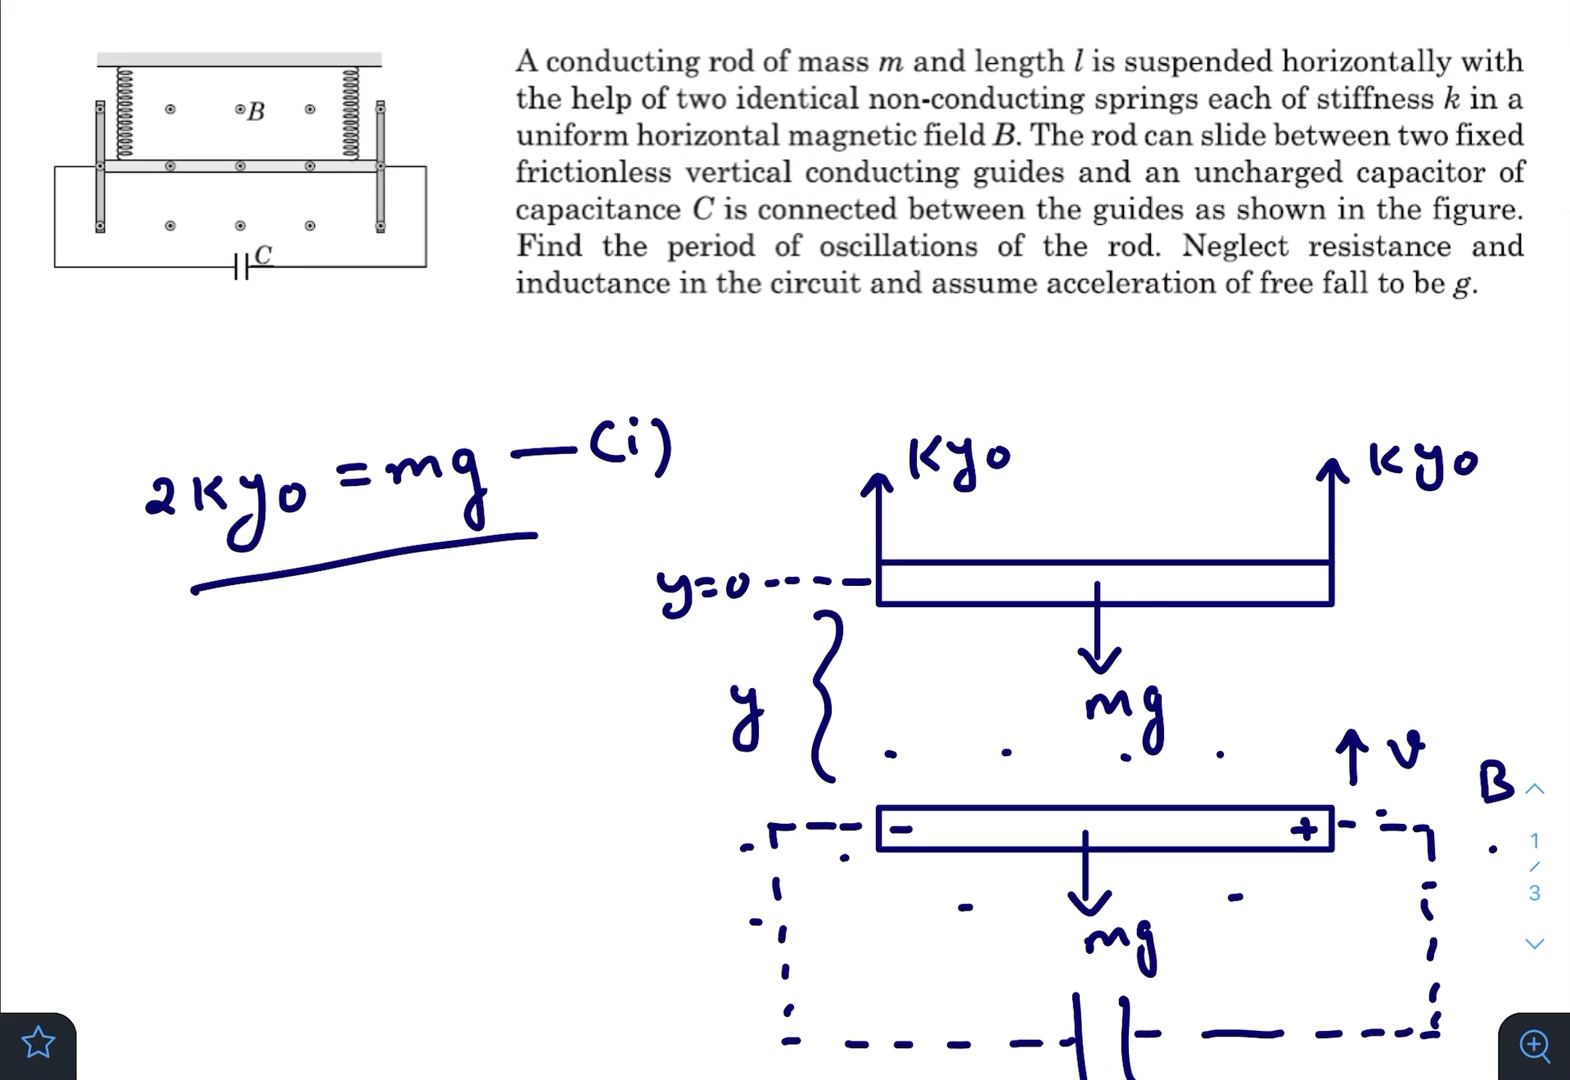 B
C
A conducting rod of mass m and length l is suspended horizontally with
the help of two identical non-conducting springs each of stiffness k in a
uniform horizontal magnetic field B. The rod can slide between two fixed
frictionless vertical conducting guides and an uncharged capacitor of
capacitance C is connected between the guides as shown in the figure.
Find the period of oscillations of the rod. Neglect resistance and
inductance in the circuit and assume acceleration of free fall to be g.
2Ky₀ = mg — (i)
Ky₀
Ky₀
y=0
mg
y
v
B
- +
mg
1
/
3